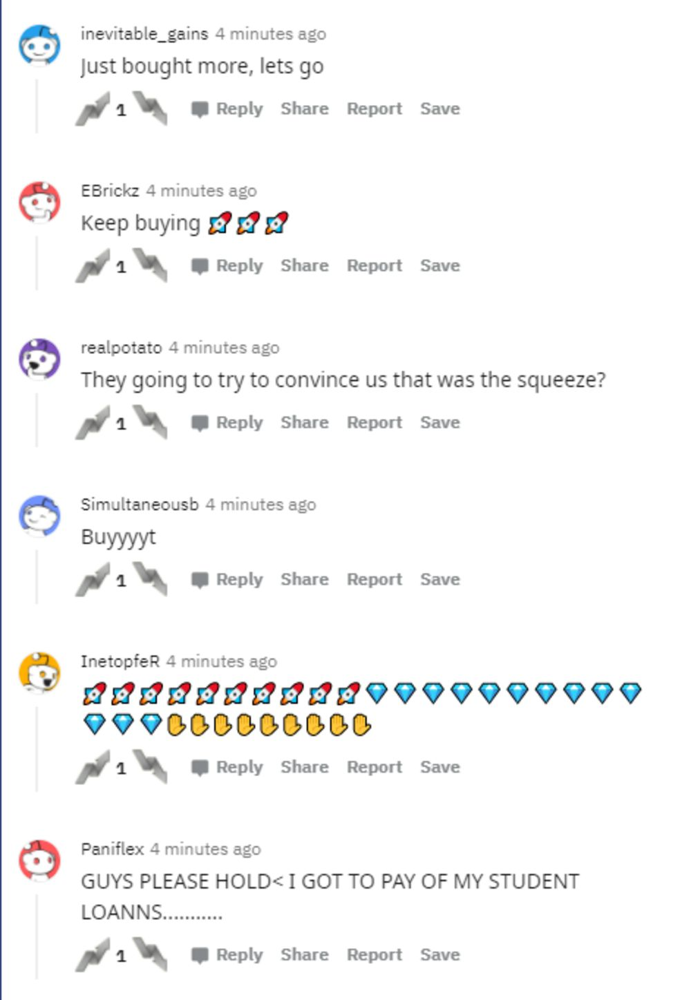 inevitable_gains 4 minutes ago
Just bought more, lets go
1 Reply Share Report Save
EBrickz 4 minutes ago
Keep buying 🚀🚀🚀
1 Reply Share Report Save
realpotato 4 minutes ago
They going to try to convince us that was the squeeze?
1 Reply Share Report Save
Simultaneousb 4 minutes ago
Buyyyyt
1 Reply Share Report Save
InetopfeR 4 minutes ago
🚀🚀🚀🚀🚀🚀🚀🚀🚀🚀💎💎💎💎💎💎💎💎💎💎
💎💎💎✋✋✋✋✋✋✋✋✋
1 Reply Share Report Save
Paniflex 4 minutes ago
GUYS PLEASE HOLD< I GOT TO PAY OF MY STUDENT
LOANNS...........
1 Reply Share Report Save